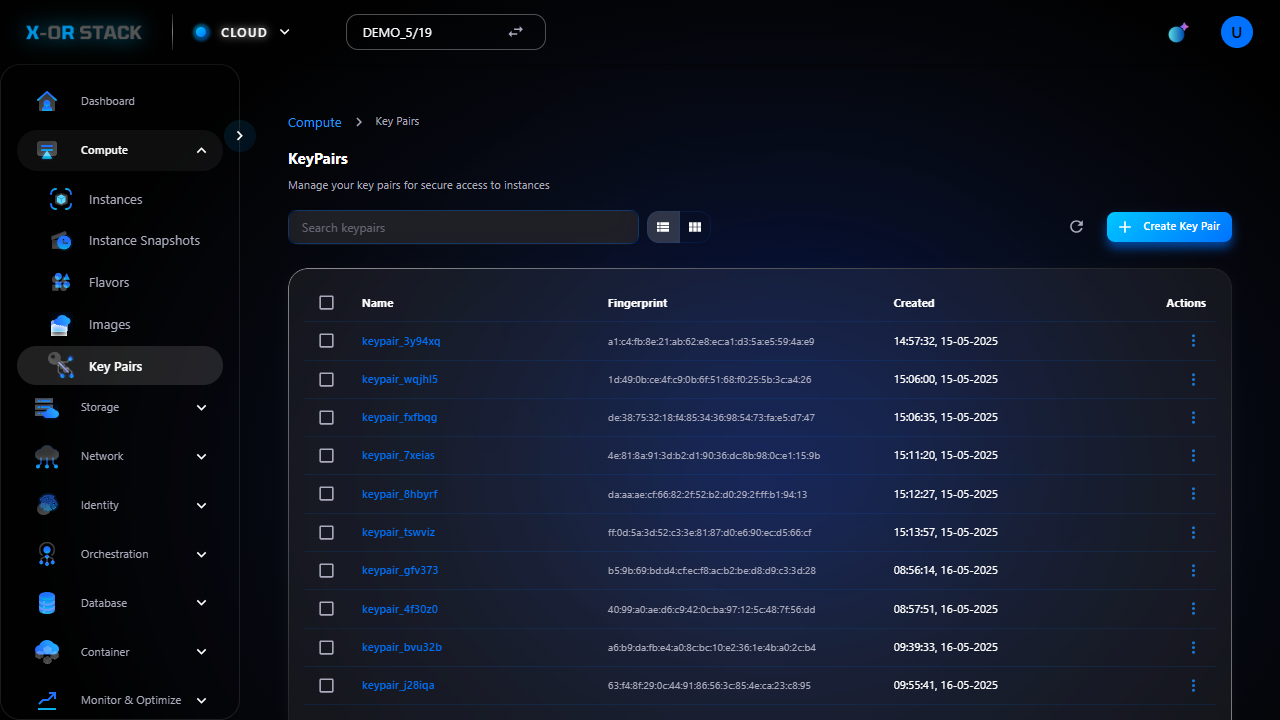 X-OR STACK
CLOUD
DEMO_5/19
U
Dashboard
Compute
Instances
Instance Snapshots
Flavors
Images
Key Pairs
Storage
Network
Identity
Orchestration
Database
Container
Monitor & Optimize
Compute > Key Pairs
KeyPairs
Manage your key pairs for secure access to instances
Search keypairs
Create Key Pair
Name Fingerprint Created Actions
keypair_3y94xq a1:c4:fb:8e:21:ab:62:e8:ec:a1:d3:5a:e5:59:4a:e9 14:57:32, 15-05-2025
keypair_wqjhl5 1d:49:0b:ce:4f:c9:0b:6f:51:68:f0:25:5b:3c:a4:26 15:06:00, 15-05-2025
keypair_fxfbqg de:38:75:32:18:f4:85:34:36:98:54:73:fa:e5:d7:47 15:06:35, 15-05-2025
keypair_7xeias 4e:81:8a:91:3d:b2:d1:90:36:dc:8b:98:0c:e1:15:9b 15:11:20, 15-05-2025
keypair_8hbyrf da:aa:ae:cf:66:82:2f:52:b2:d0:29:2f:ff:b1:94:13 15:12:27, 15-05-2025
keypair_tswviz ff:0d:5a:3d:52:c3:3e:81:87:d0:e6:90:ec:d5:66:cf 15:13:57, 15-05-2025
keypair_gfv373 b5:9b:69:bd:d4:cf:ec:f8:ac:b2:be:d8:d9:c3:3d:28 08:56:14, 16-05-2025
keypair_4f30z0 40:99:a0:ae:d6:c9:42:0c:ba:97:12:5c:48:7f:56:dd 08:57:51, 16-05-2025
keypair_bvu32b a6:b9:da:fb:e4:a0:8c:bc:10:e2:36:1e:4b:a0:2c:b4 09:39:33, 16-05-2025
keypair_j28iqa 63:f4:8f:29:0c:44:91:86:56:3c:85:4e:ca:23:c8:95 09:55:41, 16-05-2025